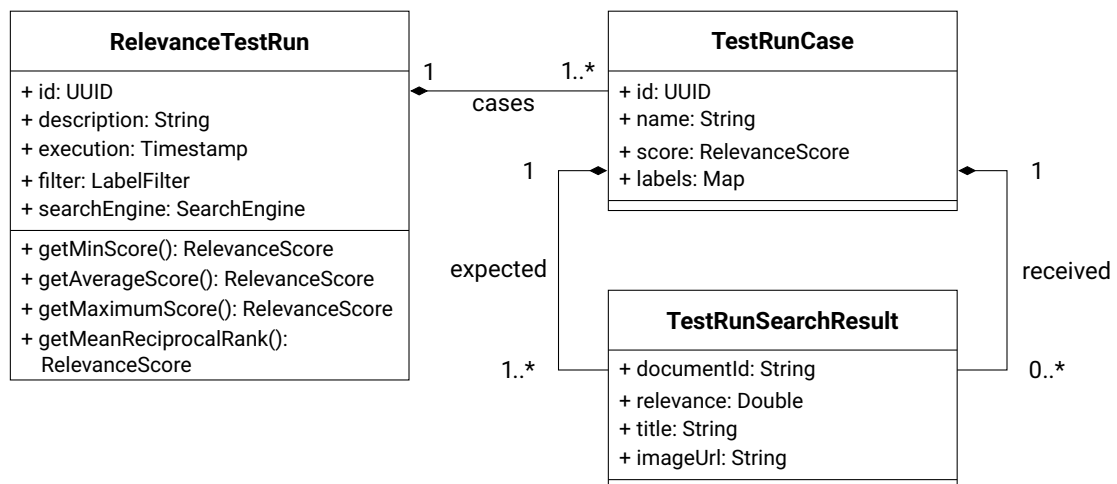 RelevanceTestRun
+ id: UUID
+ description: String
+ execution: Timestamp
+ filter: LabelFilter
+ searchEngine: SearchEngine
+ getMinScore(): RelevanceScore
+ getAverageScore(): RelevanceScore
+ getMaximumScore(): RelevanceScore
+ getMeanReciprocalRank():
RelevanceScore
1
1..*
cases
TestRunCase
+ id: UUID
+ name: String
+ score: RelevanceScore
+ labels: Map
1
1
expected
received
1..*
0..*
TestRunSearchResult
+ documentId: String
+ relevance: Double
+ title: String
+ imageUrl: String